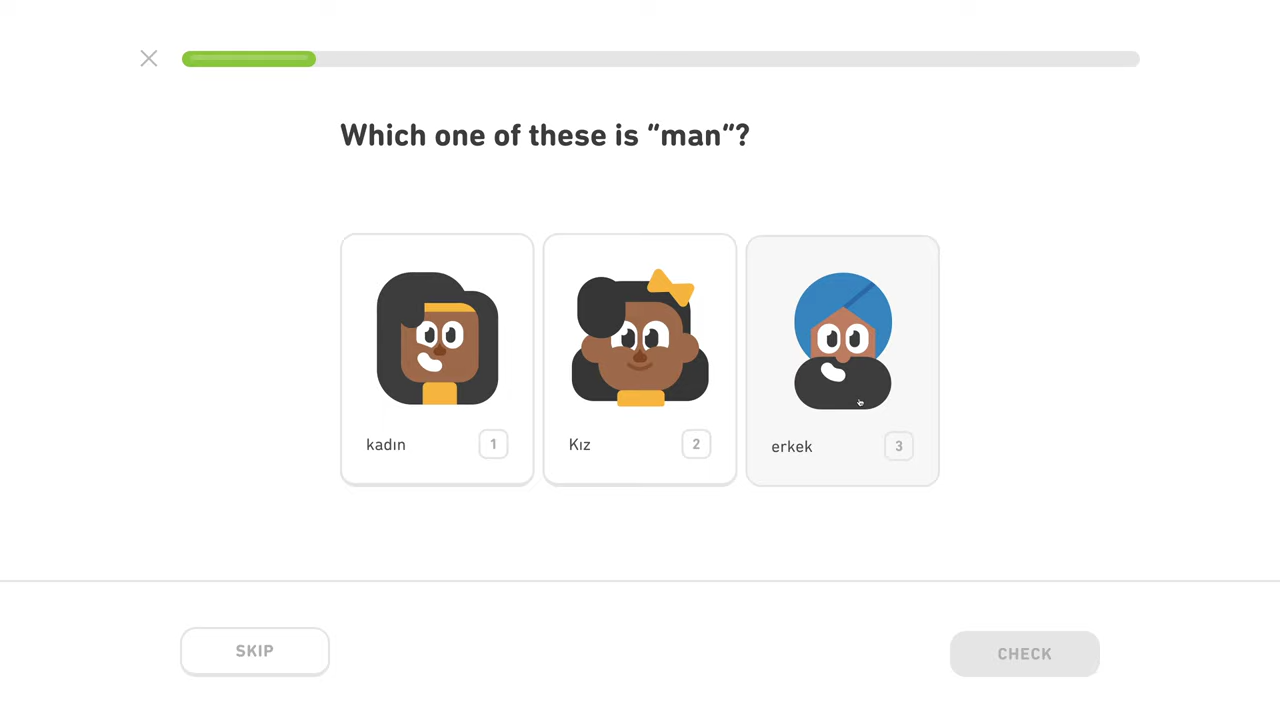 Which one of these is “man”?
kadın 1
Kız 2
erkek 3
SKIP
CHECK